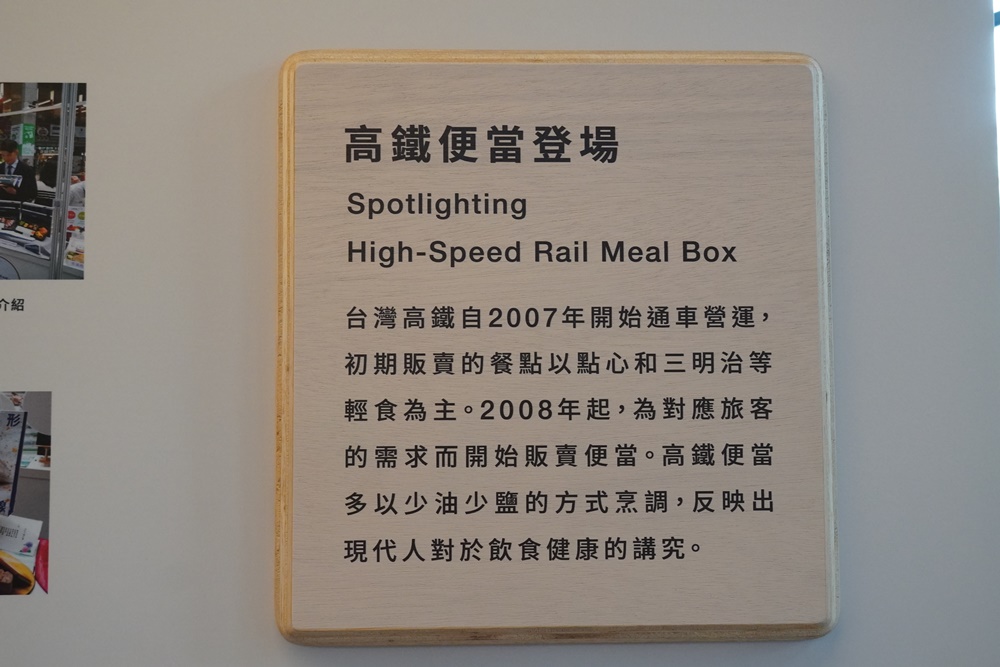 高鐵便當登場
Spotlighting
High-Speed Rail Meal Box
台灣高鐵自2007年開始通車營運，
初期販賣的餐點以點心和三明治等
輕食為主。2008年起，為對應旅客
的需求而開始販賣便當。高鐵便當
多以少油少鹽的方式烹調，反映出
現代人對於飲食健康的講究。
介紹
形